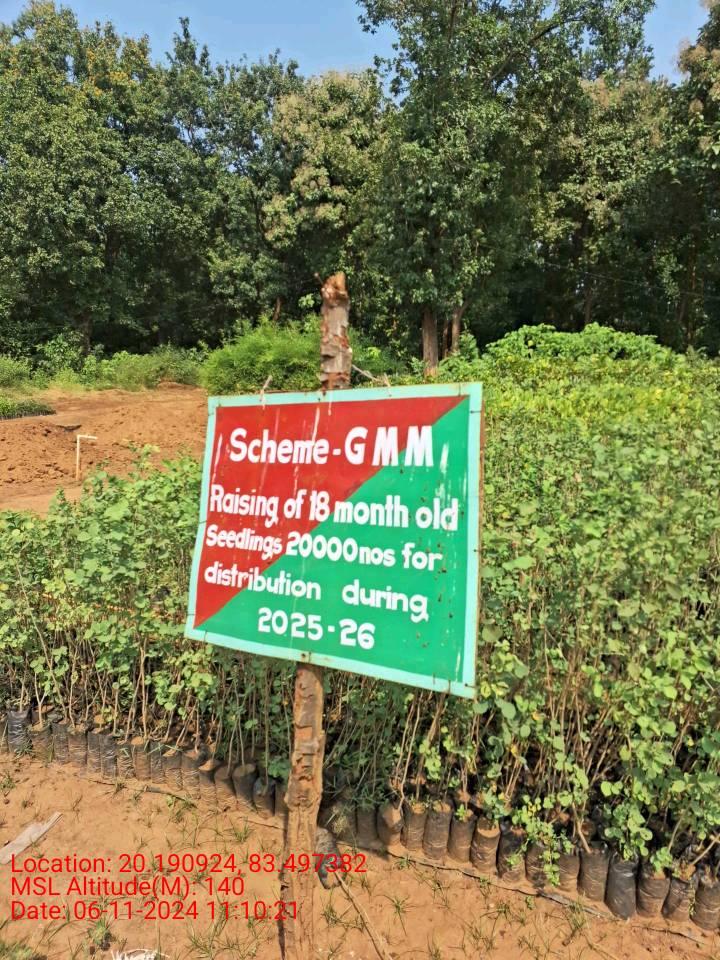 Scheme-GMM
Raising of 18 month old
Seedlings 20000nos for
distribution during
2025-26
Location: 20.190924, 83.497382
MSL Altitude(M): 140
Date: 06-11-2024 11:10:21